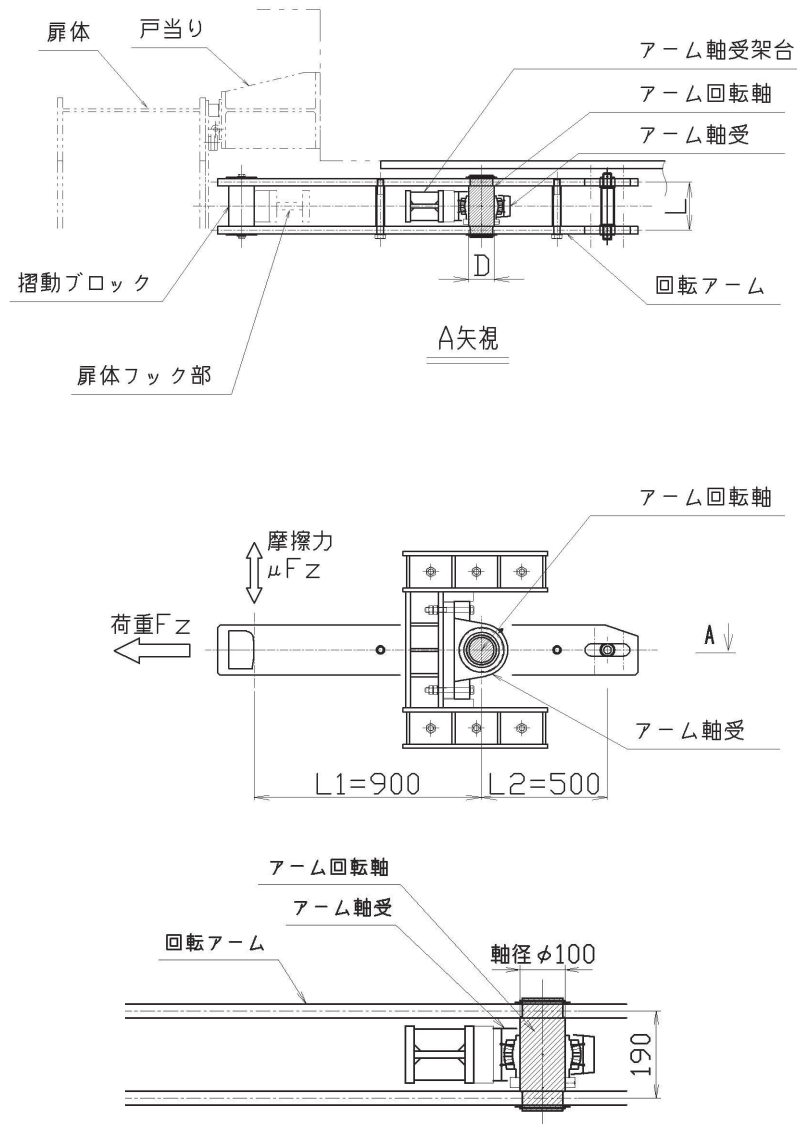 扉体
戸当り
アーム軸受架台
アーム回転軸
アーム軸受
L
摺動ブロック
D
回転アーム
A矢視
扉体フック部
アーム回転軸
摩擦力
μFz
荷重Fz
A
アーム軸受
L1=900
L2=500
アーム回転軸
アーム軸受
回転アーム
軸径φ100
190